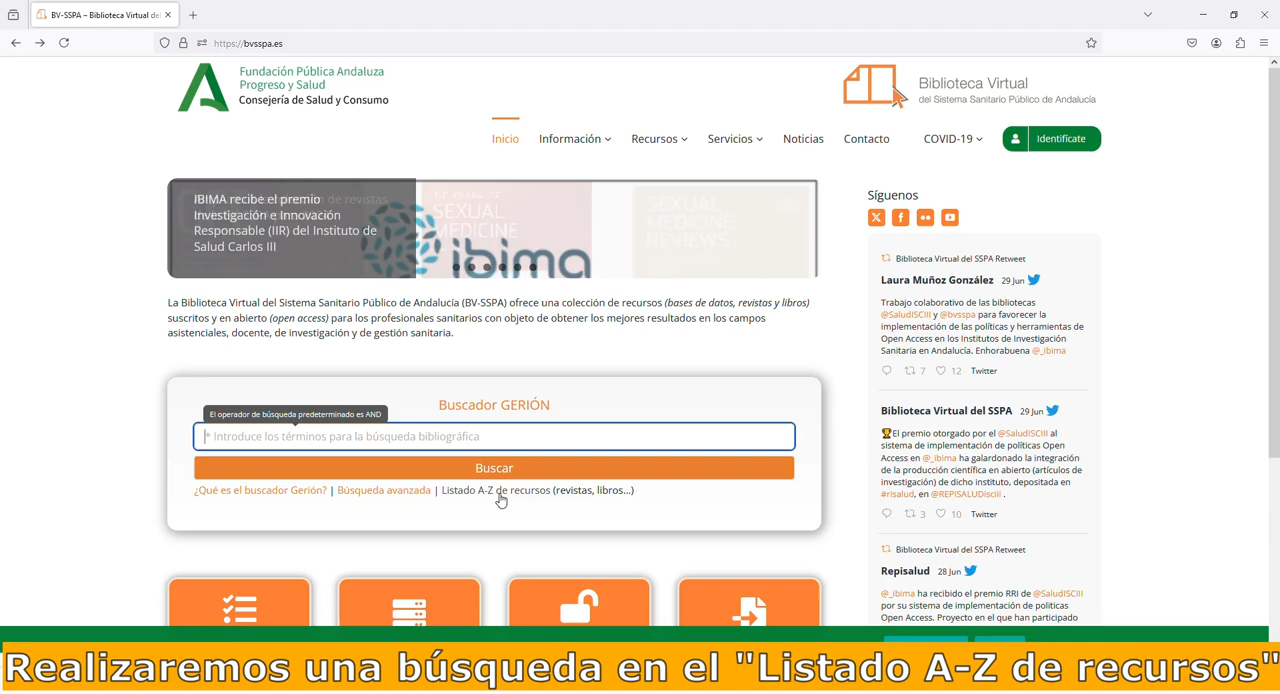 BV-SSPA – Biblioteca Virtual del
https://bvsspa.es
Fundación Pública Andaluza
Progreso y Salud
Consejería de Salud y Consumo
Biblioteca Virtual
del Sistema Sanitario Público de Andalucía
Inicio
Información
Recursos
Servicios
Noticias
Contacto
COVID-19
Identifícate
IBIMA recibe el premio
Investigación e Innovación
Responsable (IIR) del Instituto de
Salud Carlos III
de revistas
SEXUAL
MEDICINE
SEXUAL
MEDICINE
REVIEWS
ibima
Síguenos
La Biblioteca Virtual del Sistema Sanitario Público de Andalucía (BV-SSPA) ofrece una colección de recursos (bases de datos, revistas y libros)
suscritos y en abierto (open access) para los profesionales sanitarios con objeto de obtener los mejores resultados en los campos
asistenciales, docente, de investigación y de gestión sanitaria.
Buscador GERIÓN
El operador de búsqueda predeterminado es AND
* Introduce los términos para la búsqueda bibliográfica
Buscar
¿Qué es el buscador Gerión? | Búsqueda avanzada | Listado A-Z de recursos (revistas, libros...)
Biblioteca Virtual del SSPA Retweet
Laura Muñoz González 29 Jun
Trabajo colaborativo de las bibliotecas
@SaludISCIII y @bvsspa para favorecer la
implementación de las políticas y herramientas de
Open Access en los Institutos de Investigación
Sanitaria en Andalucía. Enhorabuena @_ibima
7 12 Twitter
Biblioteca Virtual del SSPA 29 Jun
🏆El premio otorgado por el @SaludISCIII al
sistema de implementación de políticas Open
Access en @_ibima ha galardonado la integración
de la producción científica en abierto (artículos de
investigación) de dicho instituto, depositada en
#risalud, en @REPISALUDisciii .
3 10 Twitter
Biblioteca Virtual del SSPA Retweet
Repisalud 28 Jun
@_ibima ha recibido el premio RRI de @SaludISCIII
por su sistema de implementación de politicas
Open Access. Proyecto en el que han participado
Realizaremos una búsqueda en el "Listado A-Z de recursos"